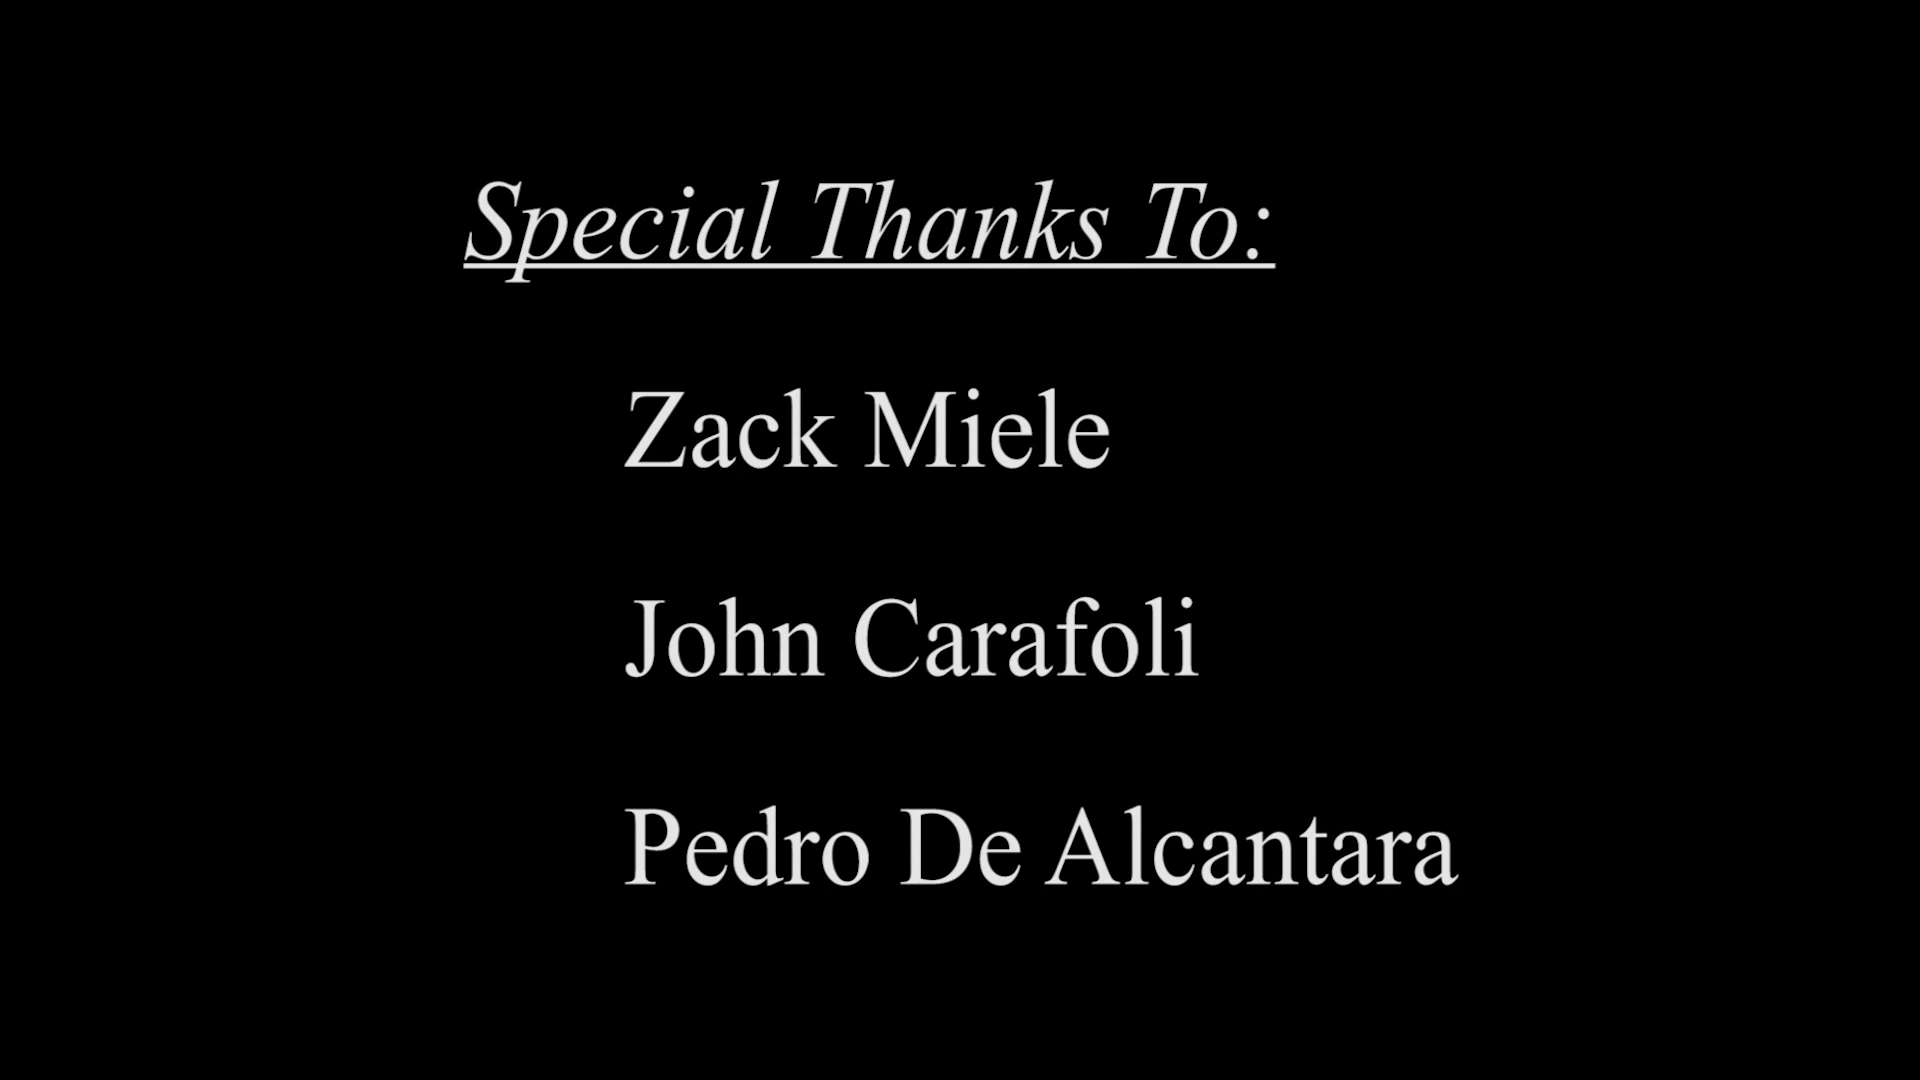 Special Thanks To:
Zack Miele
John Carafoli
Pedro De Alcantara